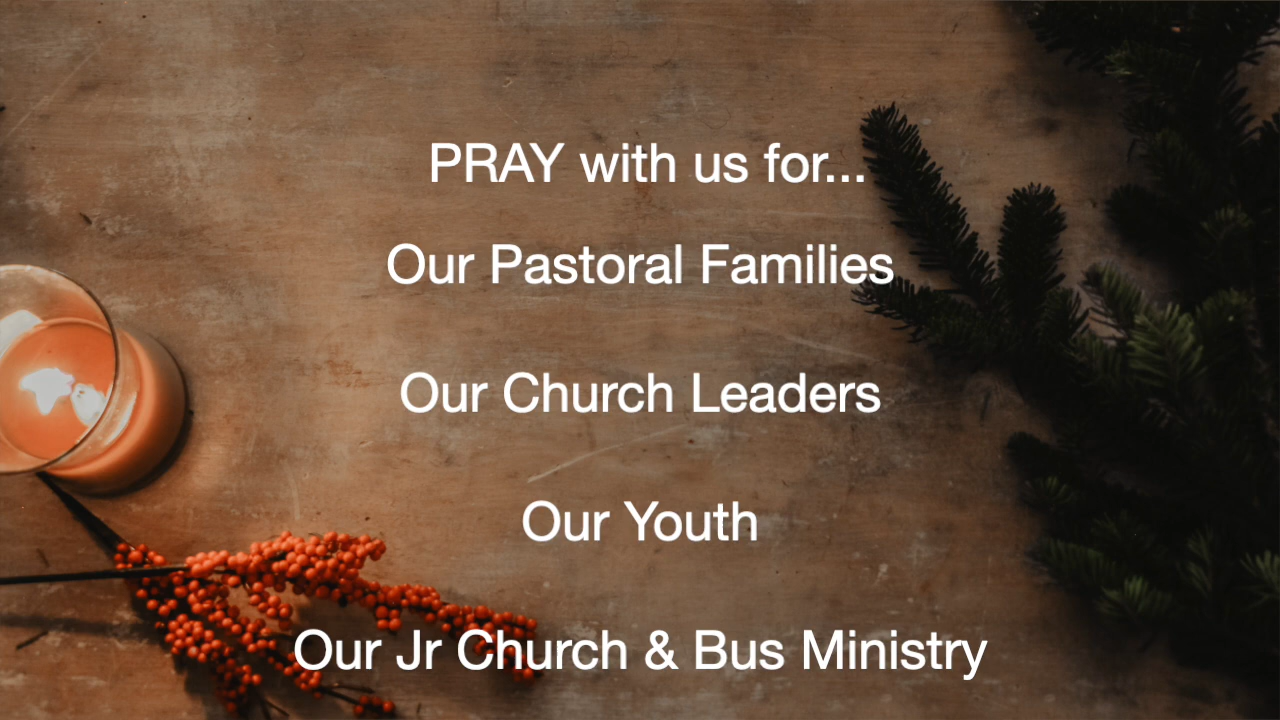 PRAY with us for...
Our Pastoral Families
Our Church Leaders
Our Youth
Our Jr Church & Bus Ministry